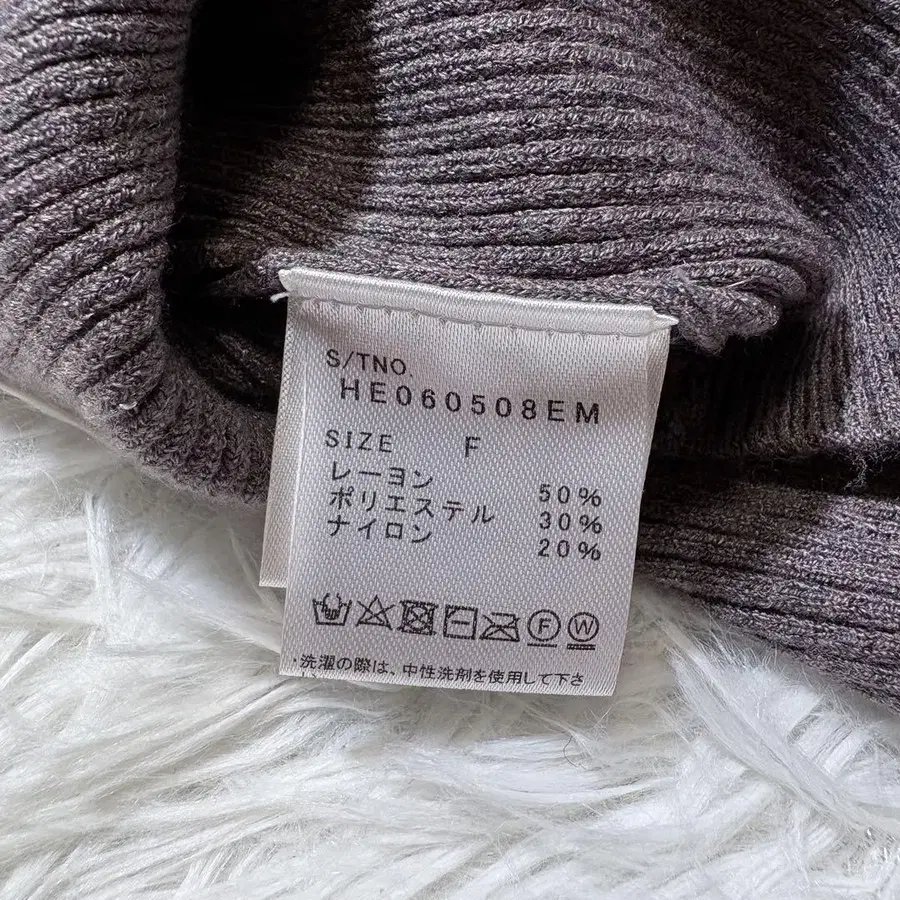 S/TNO.
HE060508EM
SIZE F
レーヨン 50%
ポリエステル 30%
ナイロン 20%
F W
・洗濯の際は、中性洗剤を使用して下さ